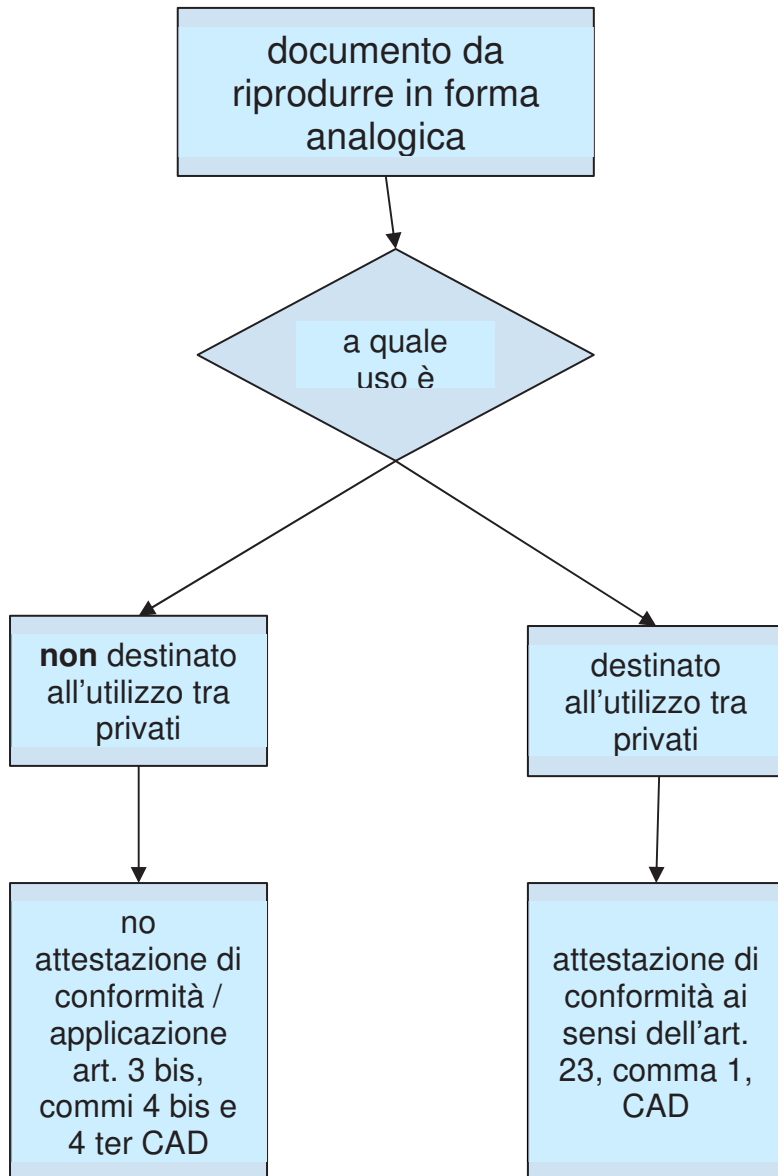 documento da
riprodurre in forma
analogica
a quale
uso è
non destinato
all'utilizzo tra
privati
destinato
all'utilizzo tra
privati
no
attestazione di
conformità /
applicazione
art. 3 bis,
commi 4 bis e
4 ter CAD
attestazione di
conformità ai
sensi dell'art.
23, comma 1,
CAD